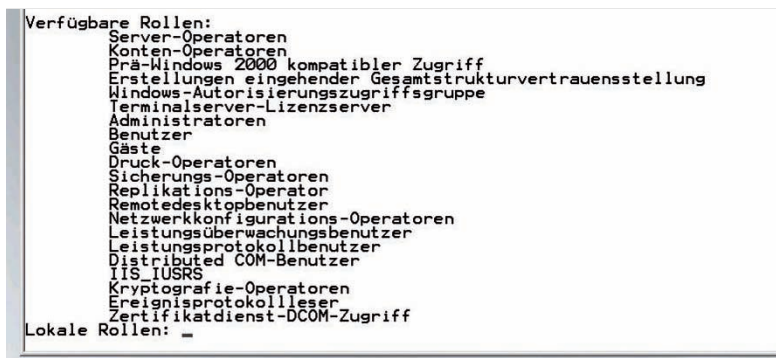 Verfügbare Rollen:
Server-Operatoren
Konten-Operatoren
Prä-Windows 2000 kompatibler Zugriff
Erstellungen eingehender Gesamtstrukturvertrauensstellung
Windows-Autorisierungszugriffsgruppe
Terminalserver-Lizenzserver
Administratoren
Benutzer
Gäste
Druck-Operatoren
Sicherungs-Operatoren
Replikations-Operator
Remotedesktopbenutzer
Netzwerkkonfigurations-Operatoren
Leistungsüberwachungsbenutzer
Leistungsprotokollbenutzer
Distributed COM-Benutzer
IIS_IUSRS
Kryptografie-Operatoren
Ereignisprotokollleser
Zertifikatdienst-DCOM-Zugriff
Lokale Rollen: _